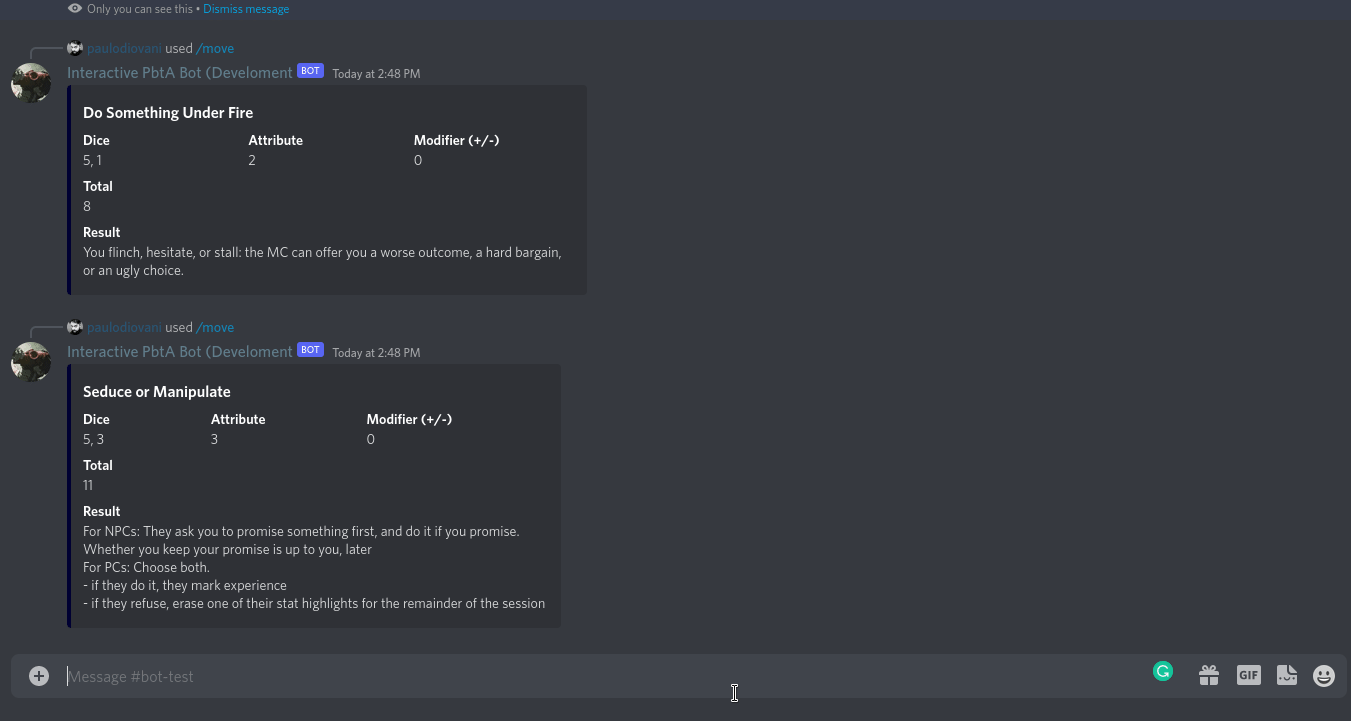 Only you can see this • Dismiss message
paulodiovani used /move
Interactive PbtA Bot (Develoment BOT Today at 2:48 PM
Do Something Under Fire
Dice Attribute Modifier (+/-)
5, 1 2 0
Total
8
Result
You flinch, hesitate, or stall: the MC can offer you a worse outcome, a hard bargain,
or an ugly choice.
paulodiovani used /move
Interactive PbtA Bot (Develoment BOT Today at 2:48 PM
Seduce or Manipulate
Dice Attribute Modifier (+/-)
5, 3 3 0
Total
11
Result
For NPCs: They ask you to promise something first, and do it if you promise.
Whether you keep your promise is up to you, later
For PCs: Choose both.
- if they do it, they mark experience
- if they refuse, erase one of their stat highlights for the remainder of the session
Message #bot-test
GIF